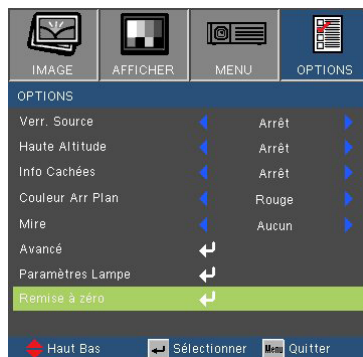 IMAGE AFFICHER MENU OPTIONS
OPTIONS
Verr. Source Arrêt
Haute Altitude Arrêt
Info Cachées Arrêt
Couleur Arr Plan Rouge
Mire Aucun
Avancé
Paramètres Lampe
Remise à zéro
Haut Bas Sélectionner Menu Quitter